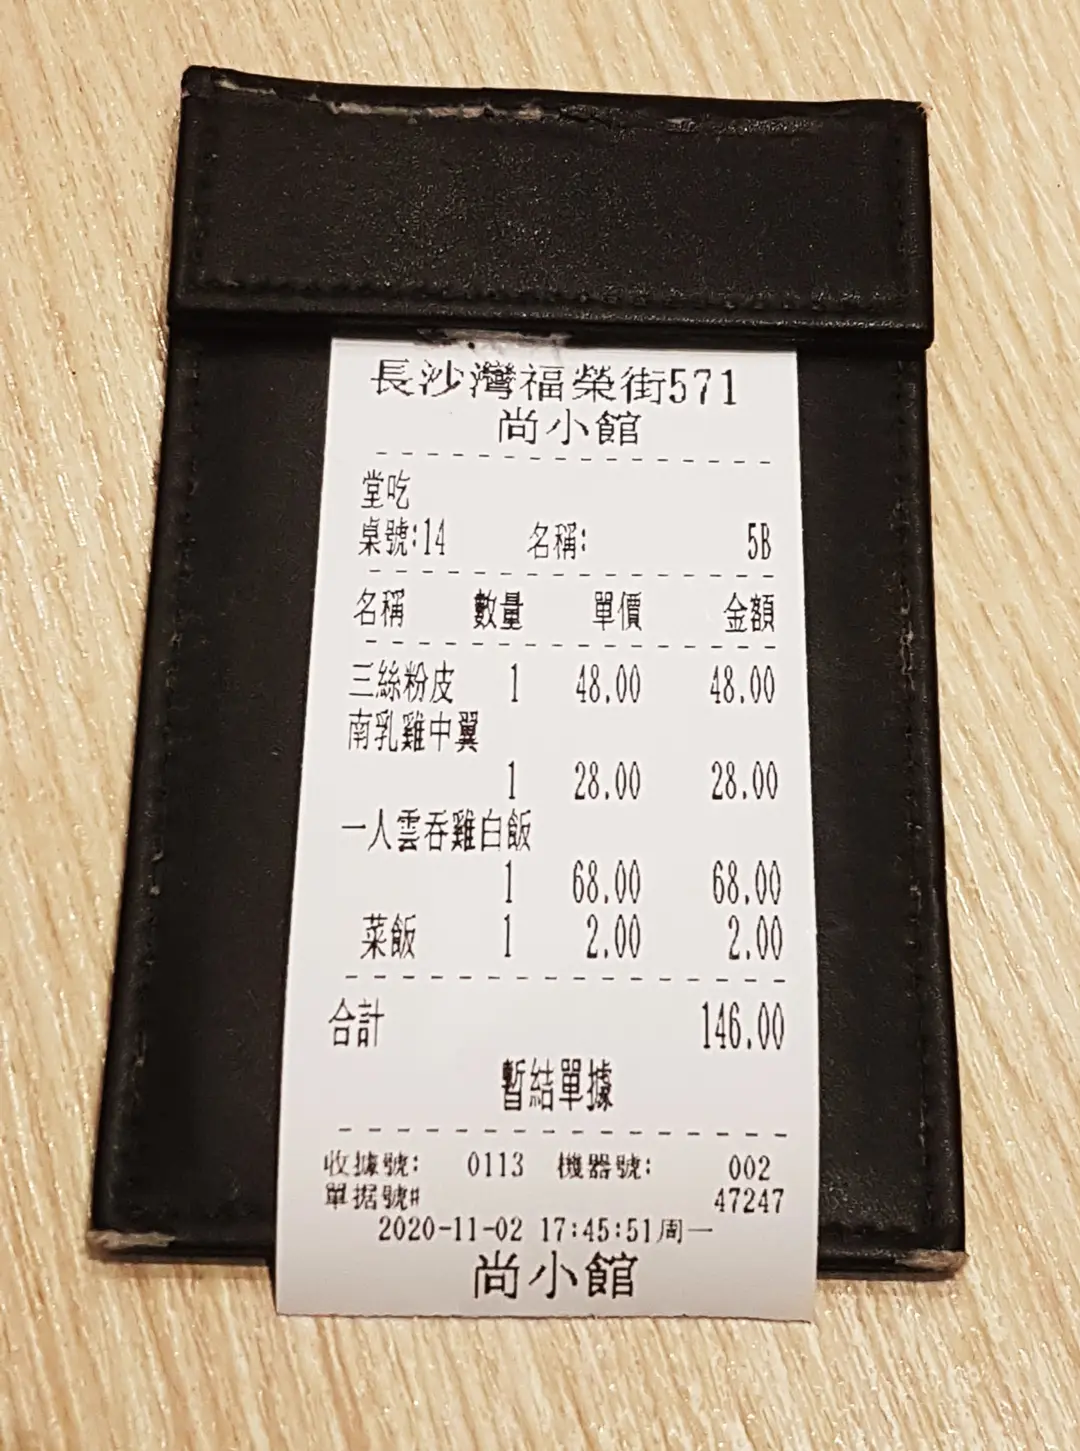 長沙灣福榮街571
尚小館
堂吃
桌號:14 名稱: 5B
名稱 數量 單價 金額
三絲粉皮 1 48.00 48.00
南乳雞中翼
1 28.00 28.00
一人雲吞雞白飯
1 68.00 68.00
菜飯 1 2.00 2.00
合計 146.00
暫結單據
收據號: 0113 機器號: 002
單据號# 47247
2020-11-02 17:45:51周一
尚小館